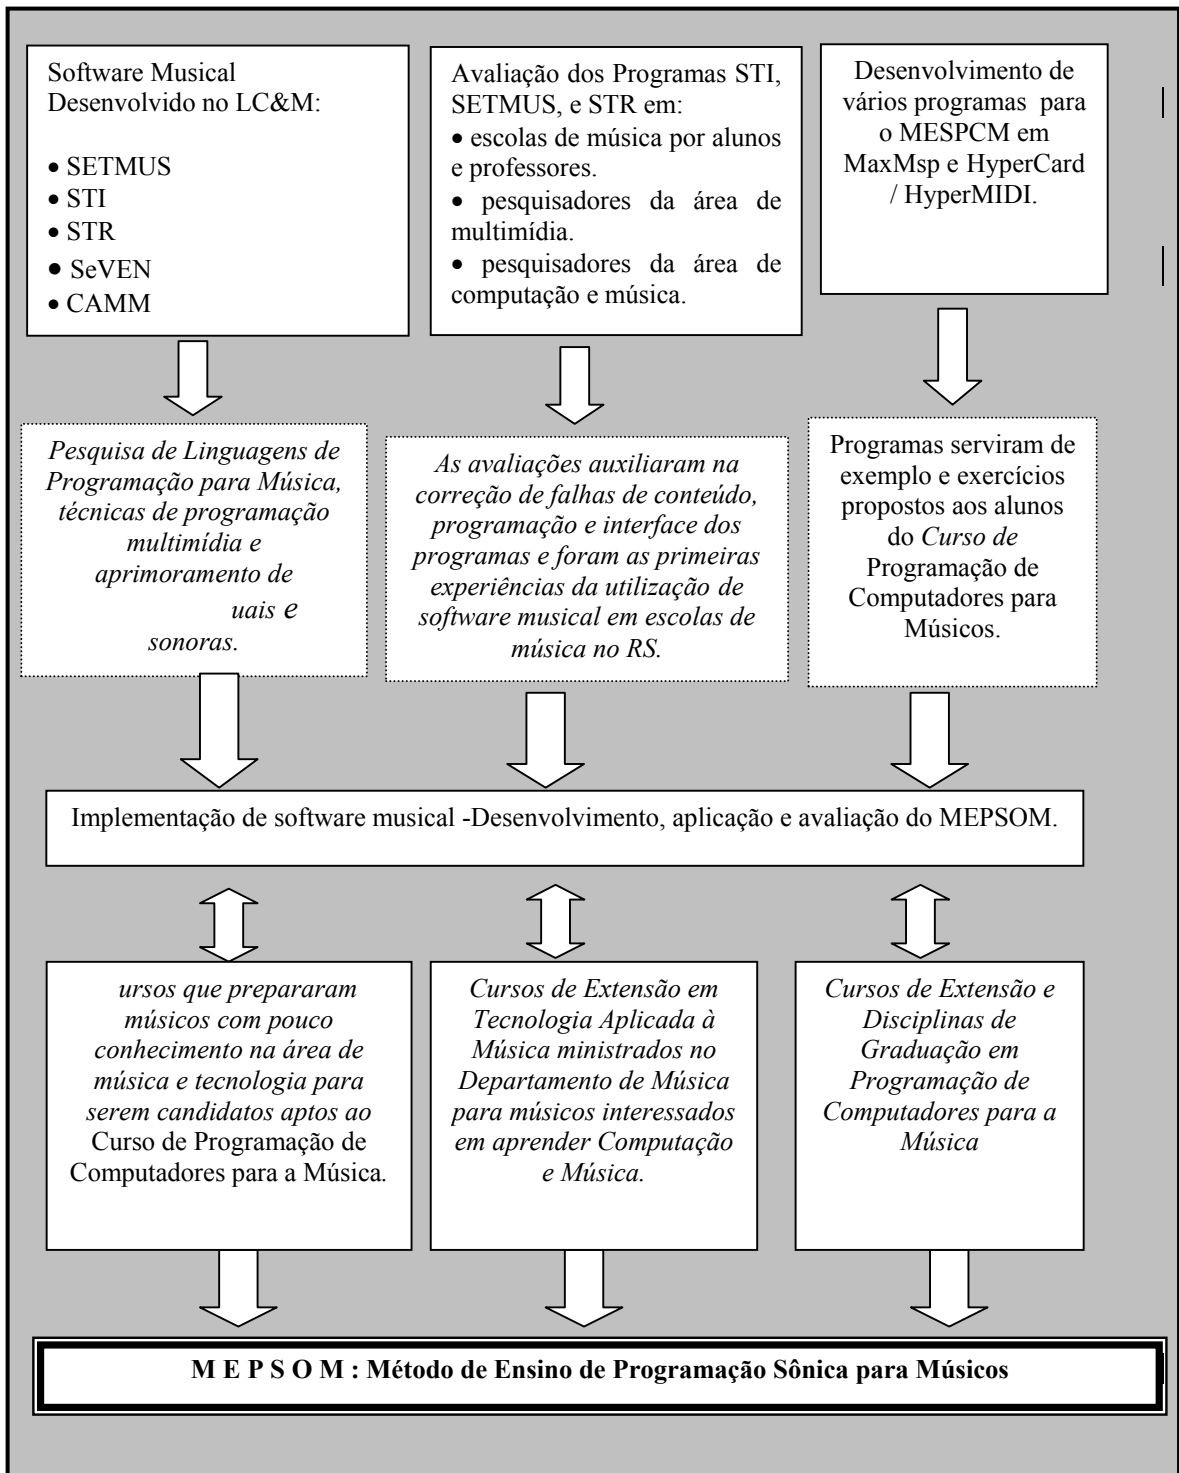 Software Musical
Desenvolvido no LC&M:
• SETMUS
• STI
• STR
• SeVEN
• CAMM
Avaliação dos Programas STI,
SETMUS, e STR em:
• escolas de música por alunos
e professores.
• pesquisadores da área de
multimídia.
• pesquisadores da área de
computação e música.
Desenvolvimento de
vários programas para
o MESPCM em
MaxMsp e HyperCard
/ HyperMIDI.
Pesquisa de Linguagens de
Programação para Música,
técnicas de programação
multimídia e
aprimoramento de
uais e
sonoras.
As avaliações auxiliaram na
correção de falhas de conteúdo,
programação e interface dos
programas e foram as primeiras
experiências da utilização de
software musical em escolas de
música no RS.
Programas serviram de
exemplo e exercícios
propostos aos alunos
do Curso de
Programação de
Computadores para
Músicos.
Implementação de software musical -Desenvolvimento, aplicação e avaliação do MEPSOM.
ursos que prepararam
músicos com pouco
conhecimento na área de
música e tecnologia para
serem candidatos aptos ao
Curso de Programação de
Computadores para a Música.
Cursos de Extensão em
Tecnologia Aplicada à
Música ministrados no
Departamento de Música
para músicos interessados
em aprender Computação
e Música.
Cursos de Extensão e
Disciplinas de
Graduação em
Programação de
Computadores para a
Música
M E P S O M : Método de Ensino de Programação Sônica para Músicos